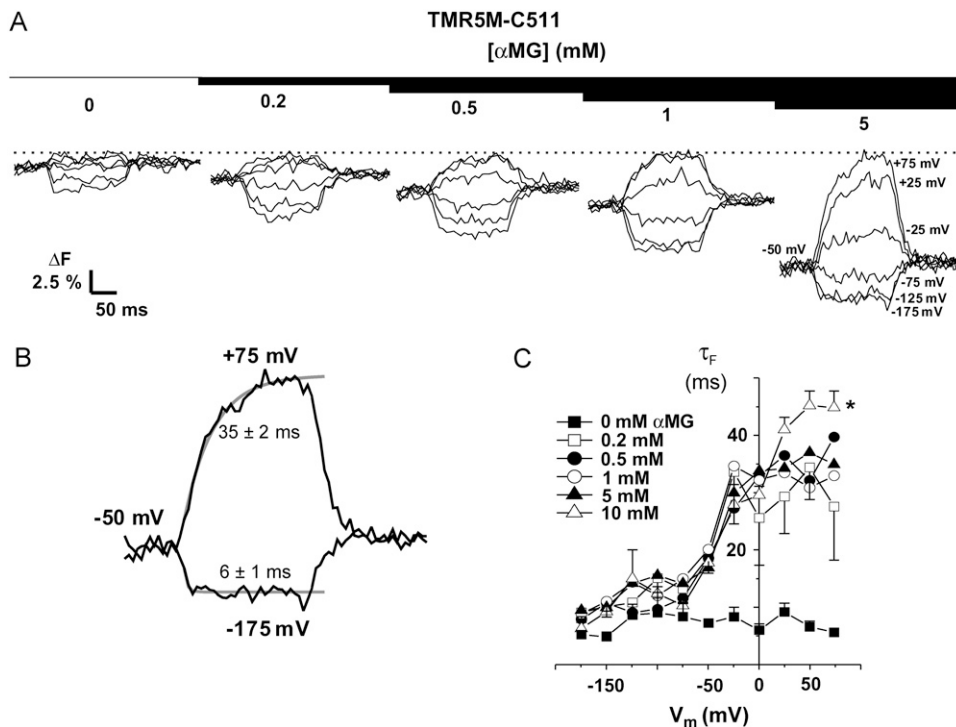 A
TMR5M-C511
[αMG] (mM)
0
0.2
0.5
1
5
+75 mV
+25 mV
-25 mV
-50 mV
-75 mV
-125 mV
-175 mV
ΔF
2.5 %
50 ms
B
+75 mV
35 ± 2 ms
-50 mV
6 ± 1 ms
-175 mV
C
τF
(ms)
0 mM αMG
0.2 mM
0.5 mM
1 mM
5 mM
10 mM
*
40
20
-150
-50
0
50
Vm (mV)